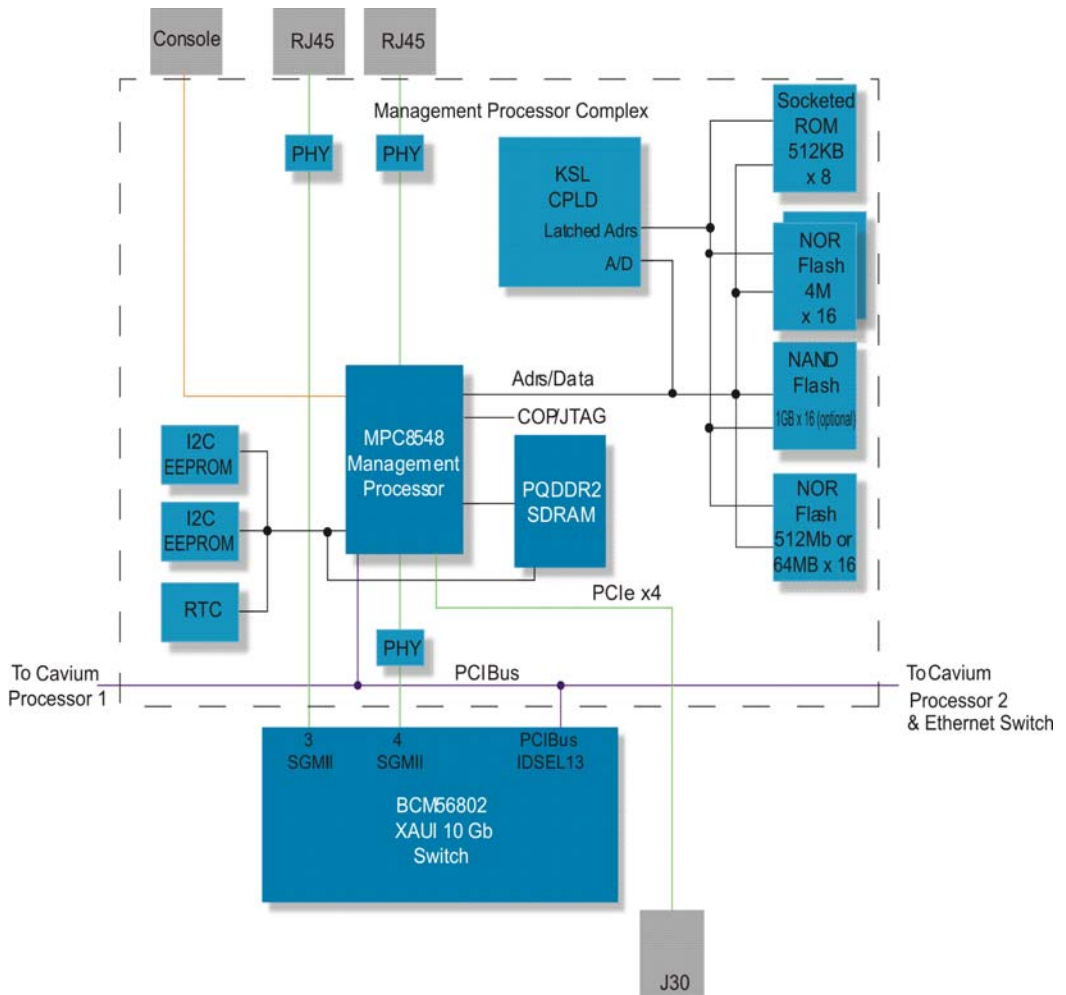 Console
RJ45
RJ45
Management Processor Complex
PHY
PHY
KSL
CPLD
Latched Adrs
A/D
Socketed
ROM
512KB
x 8
NOR
Flash
4M
x 16
NAND
Flash
1GB x 16 (optional)
NOR
Flash
512Mb or
64MB x 16
Adrs/Data
COP/JTAG
MPC8548
Management
Processor
PQDDR2
SDRAM
I2C
EEPROM
I2C
EEPROM
RTC
PCIe x4
PHY
PCIBus
To Cavium
Processor 1
To Cavium
Processor 2
& Ethernet Switch
3
SGMII
4
SGMII
PCIBus
IDSEL13
BCM56802
XAUI 10 Gb
Switch
J30